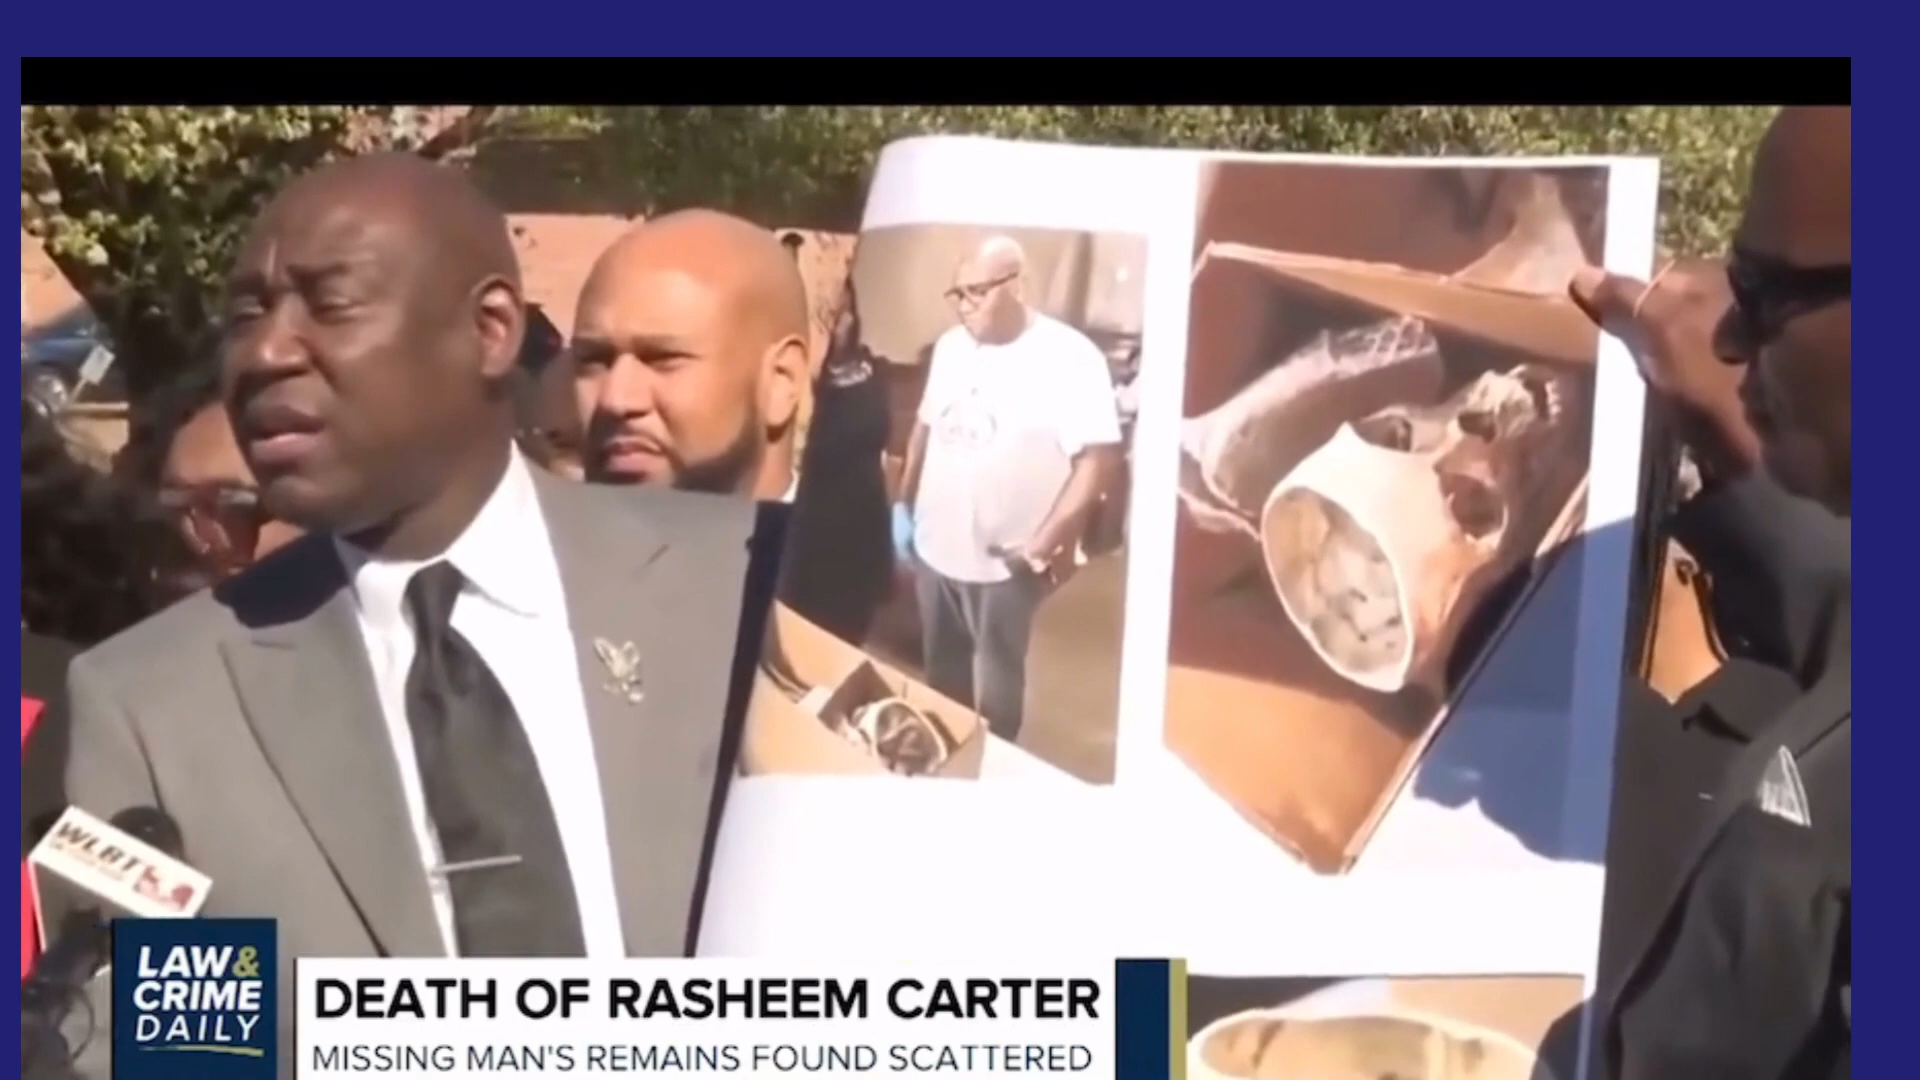 WLBT
LAW&
CRIME
DAILY
DEATH OF RASHEEM CARTER
MISSING MAN'S REMAINS FOUND SCATTERED